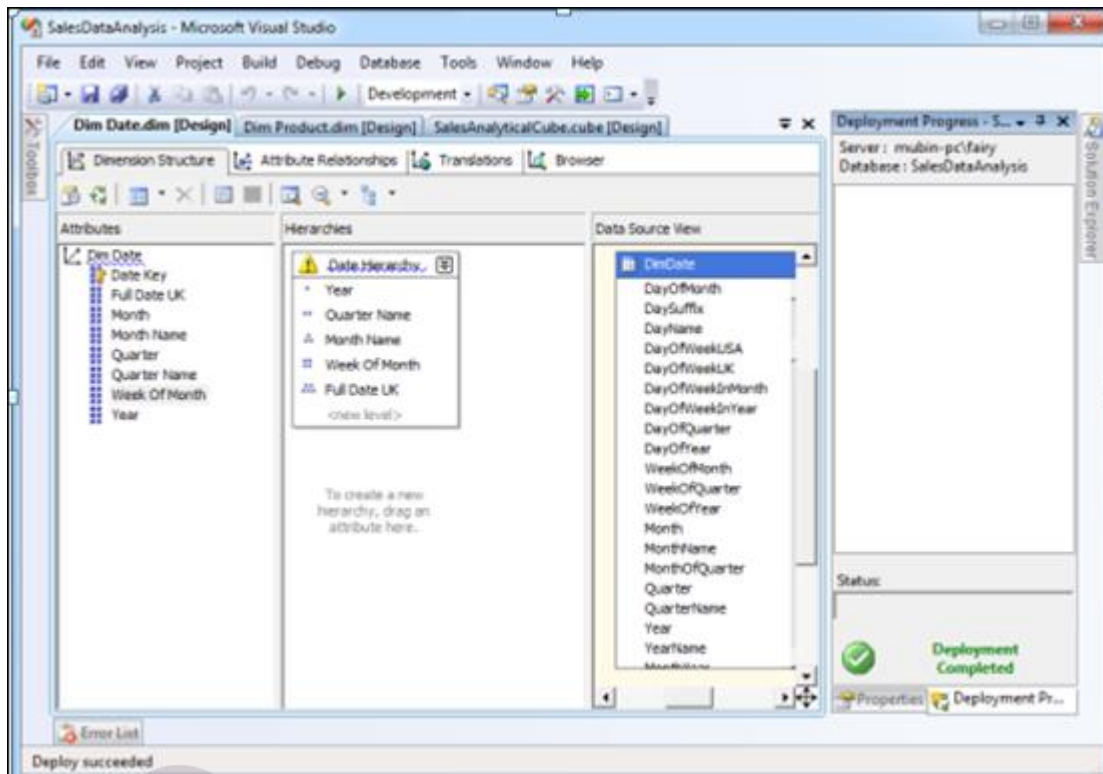 SalesDataAnalysis - Microsoft Visual Studio
File Edit View Project Build Debug Database Tools Window Help
Development
Dim Date.dim [Design] Dim Product.dim [Design] SalesAnalyticalCube.cube [Design]
Toolbox
Dimension Structure Attribute Relationships Translations Browser
Attributes
Dim Date
Date Key
Full Date UK
Month
Month Name
Quarter
Quarter Name
Week Of Month
Year
Hierarchies
Date Hierarchy
Year
Quarter Name
Month Name
Week Of Month
Full Date UK
<new level>
To create a new
hierarchy, drag an
attribute here.
Data Source View
DimDate
DayOfMonth
DaySuffix
DayName
DayOfWeekUSA
DayOfWeekUK
DayOfWeekInMonth
DayOfWeekInYear
DayOfQuarter
DayOfYear
WeekOfMonth
WeekOfQuarter
WeekOfYear
Month
MonthName
MonthOfQuarter
Quarter
QuarterName
Year
YearName
MonthYear
Deployment Progress - S...
Server : mubin-pc\fairy
Database : SalesDataAnalysis
Status:
Deployment
Completed
Properties Deployment Pr...
Solution Explorer
Error List
Deploy succeeded